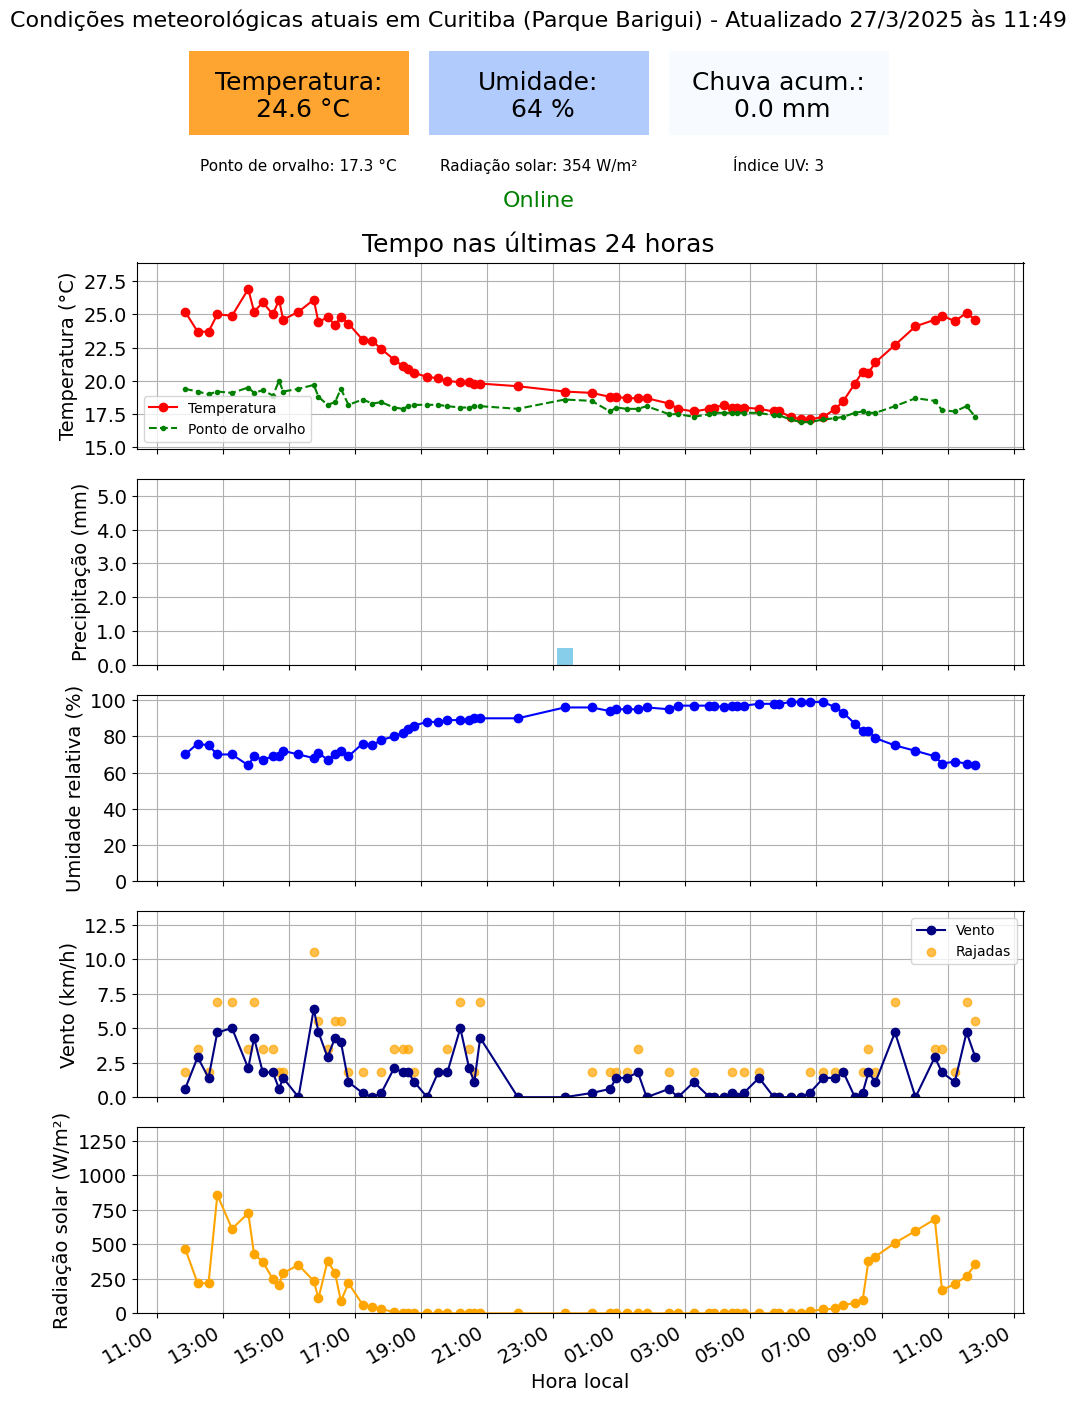 Condições meteorológicas atuais em Curitiba (Parque Barigui) - Atualizado 27/3/2025 às 11:49
Temperatura:
24.6 °C
Umidade:
64 %
Chuva acum.:
0.0 mm
Ponto de orvalho: 17.3 °C
Radiação solar: 354 W/m²
Índice UV: 3
Online
Tempo nas últimas 24 horas
Temperatura (°C)
27.5
25.0
22.5
20.0
17.5
15.0
Temperatura
Ponto de orvalho
Precipitação (mm)
5.0
4.0
3.0
2.0
1.0
0.0
Umidade relativa (%)
100
80
60
40
20
0
Vento (km/h)
12.5
10.0
7.5
5.0
2.5
0.0
Vento
Rajadas
Radiação solar (W/m²)
1250
1000
750
500
250
0
11:00
13:00
15:00
17:00
19:00
21:00
23:00
01:00
03:00
05:00
07:00
09:00
11:00
13:00
Hora local